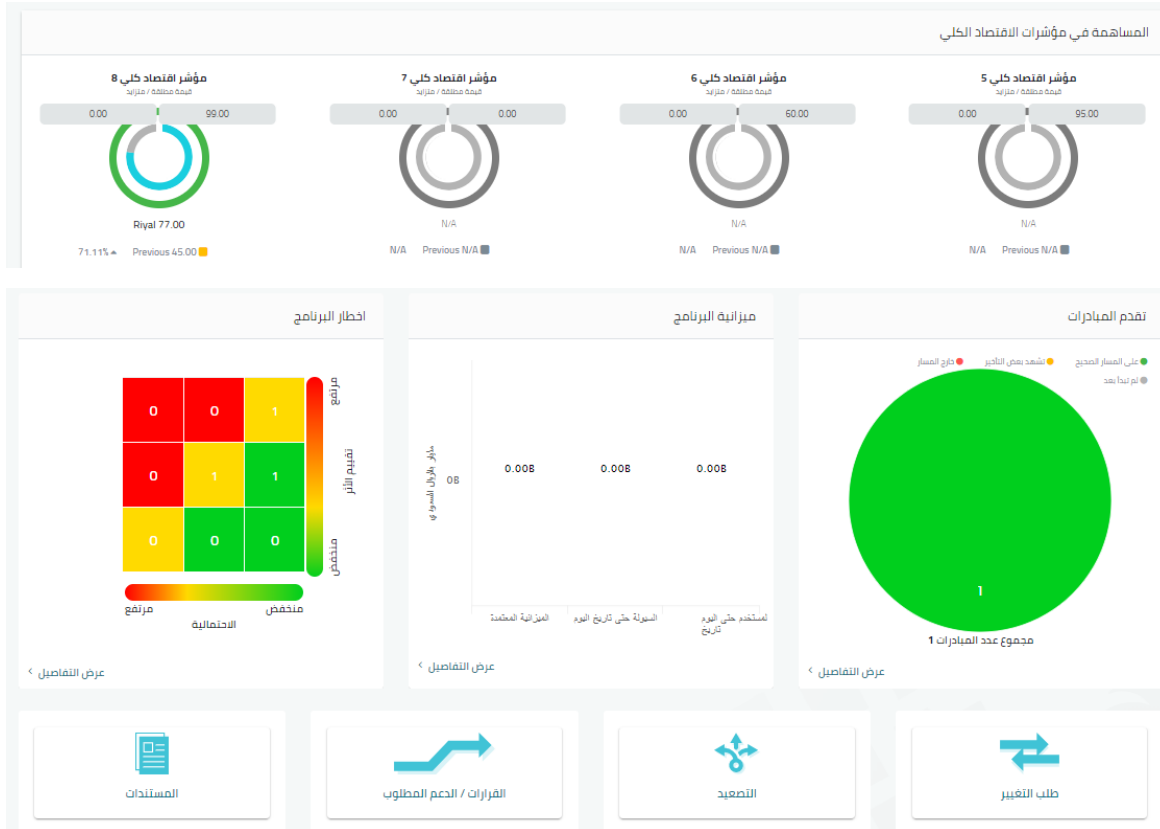 المساهمة في مؤشرات الاقتصاد الكلي
مؤشر اقتصاد كلي 5
قيمة مطلقة / متزايد
0.00 95.00
N/A
N/A Previous N/A
مؤشر اقتصاد كلي 6
قيمة مطلقة / متزايد
0.00 60.00
N/A
N/A Previous N/A
مؤشر اقتصاد كلي 7
قيمة مطلقة / متزايد
0.00 0.00
N/A
N/A Previous N/A
مؤشر اقتصاد كلي 8
قيمة مطلقة / متزايد
0.00 99.00
Riyal 77.00
71.11% Previous 45.00
تقدم المبادرات
على المسار الصحيح
تشهد بعض التأخير
خارج المسار
لم تبدأ بعد
1
مجموع عدد المبادرات 1
عرض التفاصيل
ميزانية البرنامج
مليار بالريال السعودي
0B
0.00B 0.00B 0.00B
الميزانية المعتمدة
السيولة حتى تاريخ اليوم
لمستخدم حتى اليوم
تاريخ
عرض التفاصيل
اخطار البرنامج
0 0 1
0 1 1
0 0 0
مرتفع
تقييم الأثر
منخفض
مرتفع
منخفض
الاحتمالية
عرض التفاصيل
طلب التغيير
التصعيد
القرارات / الدعم المطلوب
المستندات